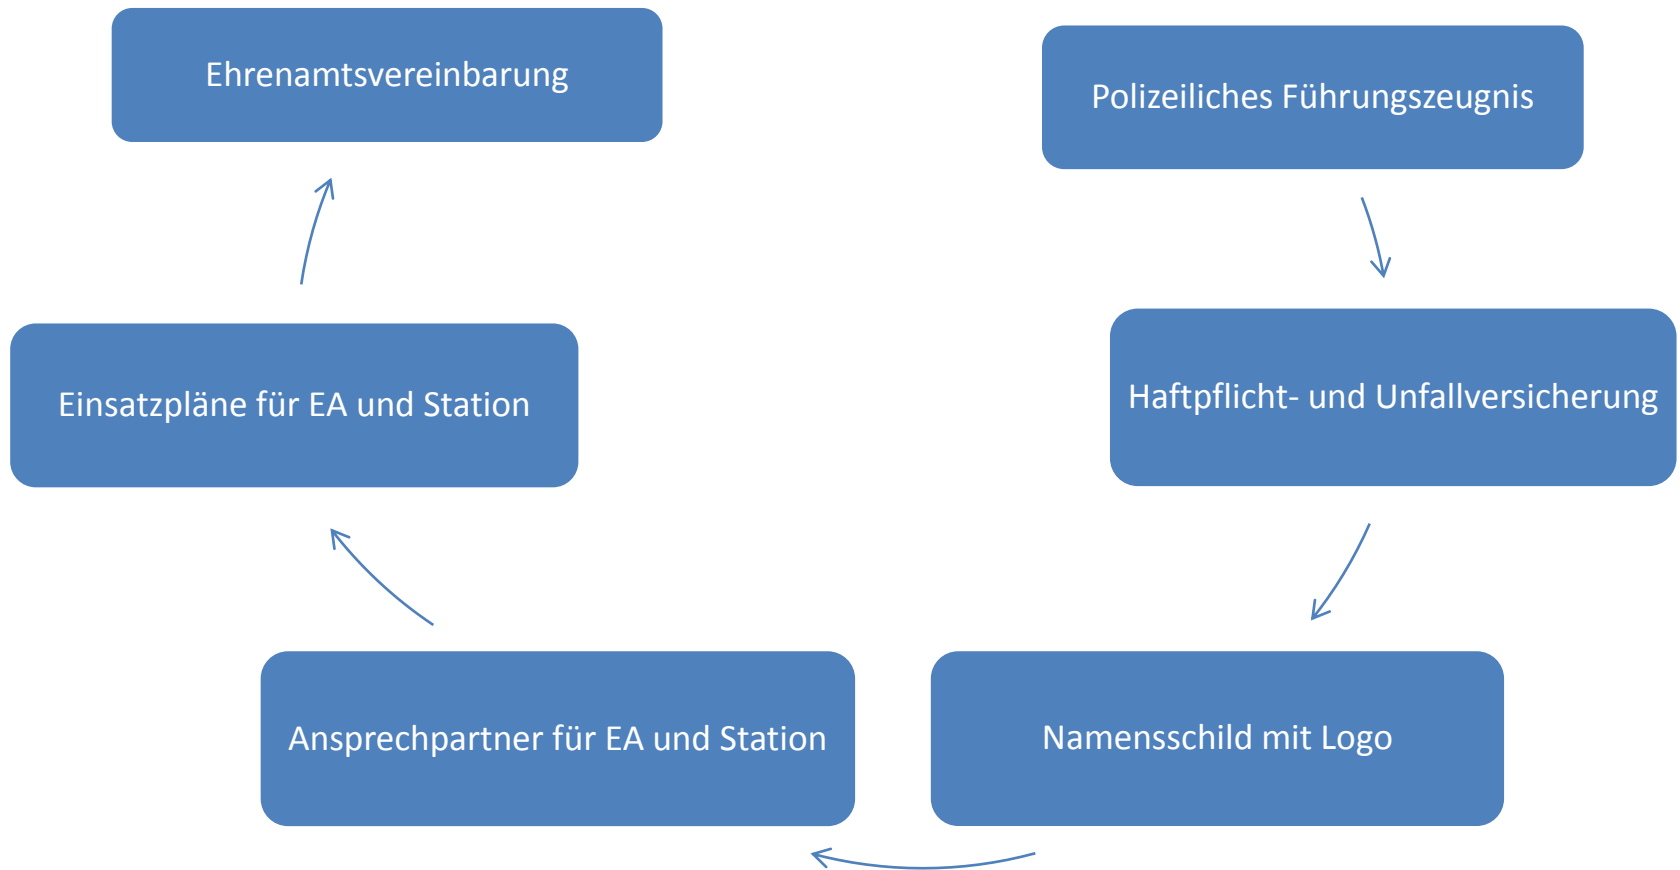 Ehrenamtsvereinbarung
Polizeiliches Führungszeugnis
Einsatzpläne für EA und Station
Haftpflicht- und Unfallversicherung
Ansprechpartner für EA und Station
Namensschild mit Logo